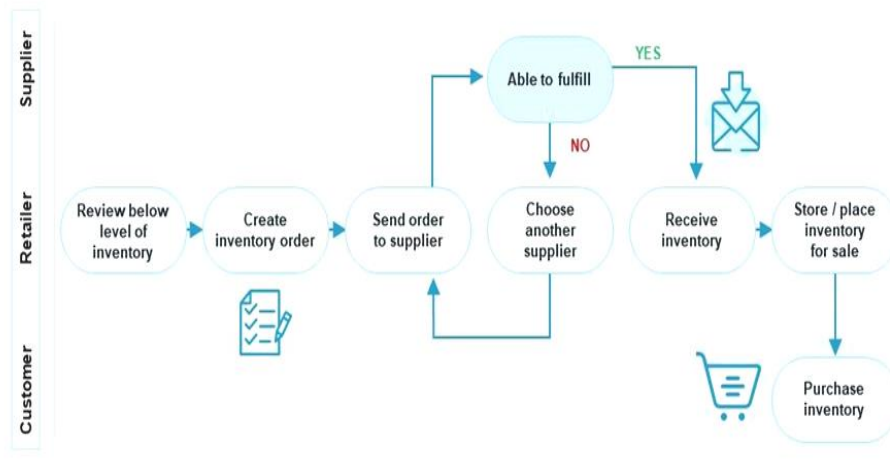 Supplier
Able to fulfill
YES
NO
Retailer
Review below
level of
inventory
Create
inventory order
Send order
to supplier
Choose
another
supplier
Receive
inventory
Store / place
inventory
for sale
Customer
Purchase
inventory